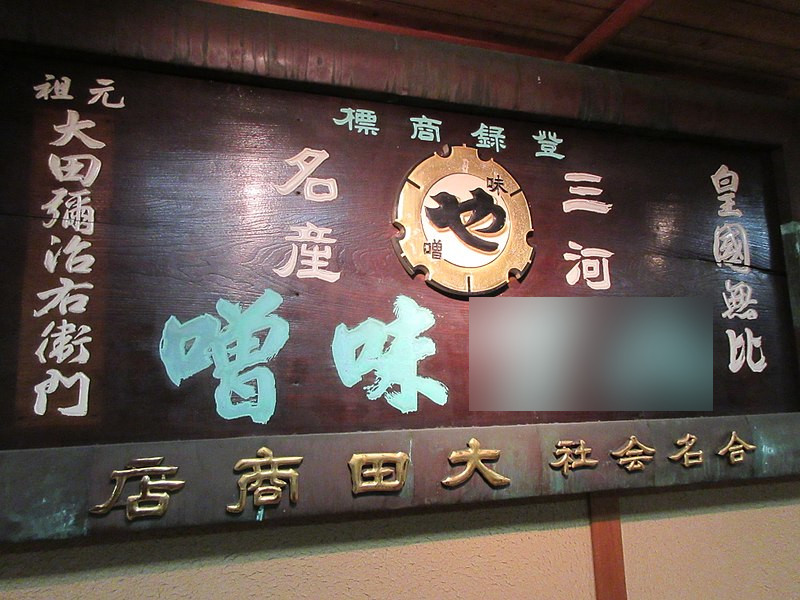 登録商標
皇國無比
三河
味
也
噌
名産
味噌
元祖
大田彌治右衛門
合名会社大田商店